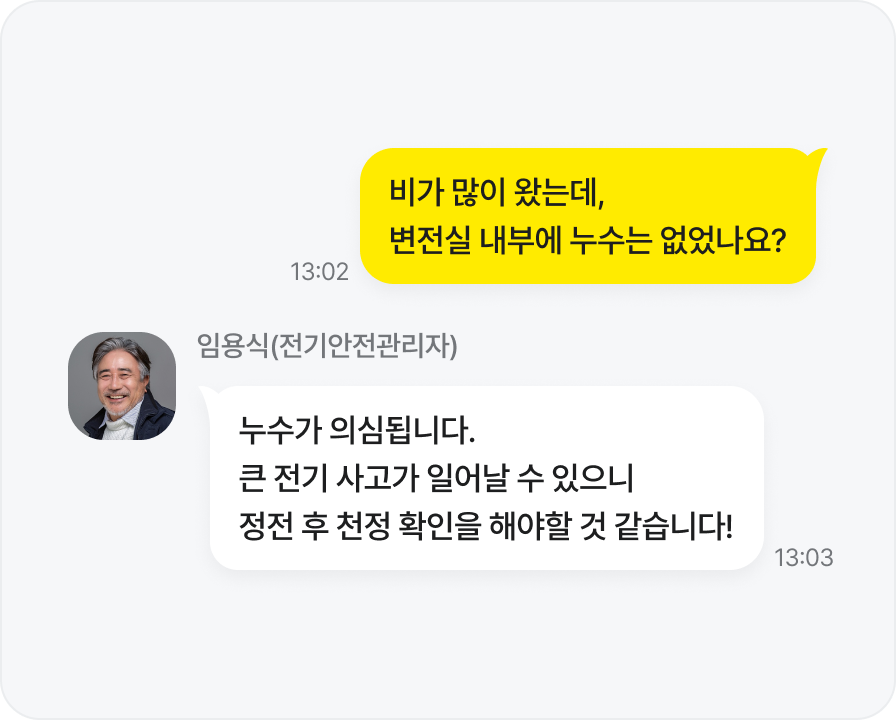 비가 많이 왔는데,
변전실 내부에 누수는 없었나요?
13:02
임용식(전기안전관리자)
누수가 의심됩니다.
큰 전기 사고가 일어날 수 있으니
정전 후 천정 확인을 해야할 것 같습니다!
13:03